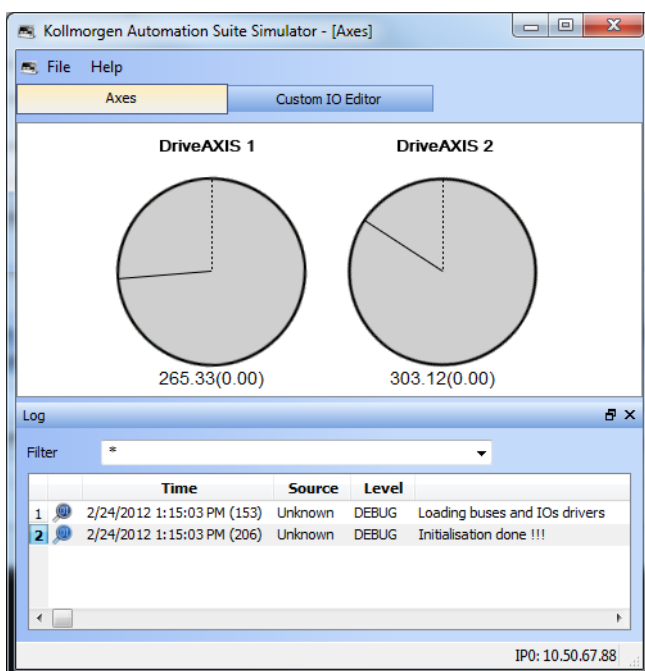 Kollmorgen Automation Suite Simulator - [Axes]
File Help
Axes Custom IO Editor
DriveAXIS 1 DriveAXIS 2
265.33(0.00) 303.12(0.00)
Log
Filter *
Time Source Level
1 2/24/2012 1:15:03 PM (153) Unknown DEBUG Loading buses and IOs drivers
2 2/24/2012 1:15:03 PM (206) Unknown DEBUG Initialisation done !!!
IP0: 10.50.67.88